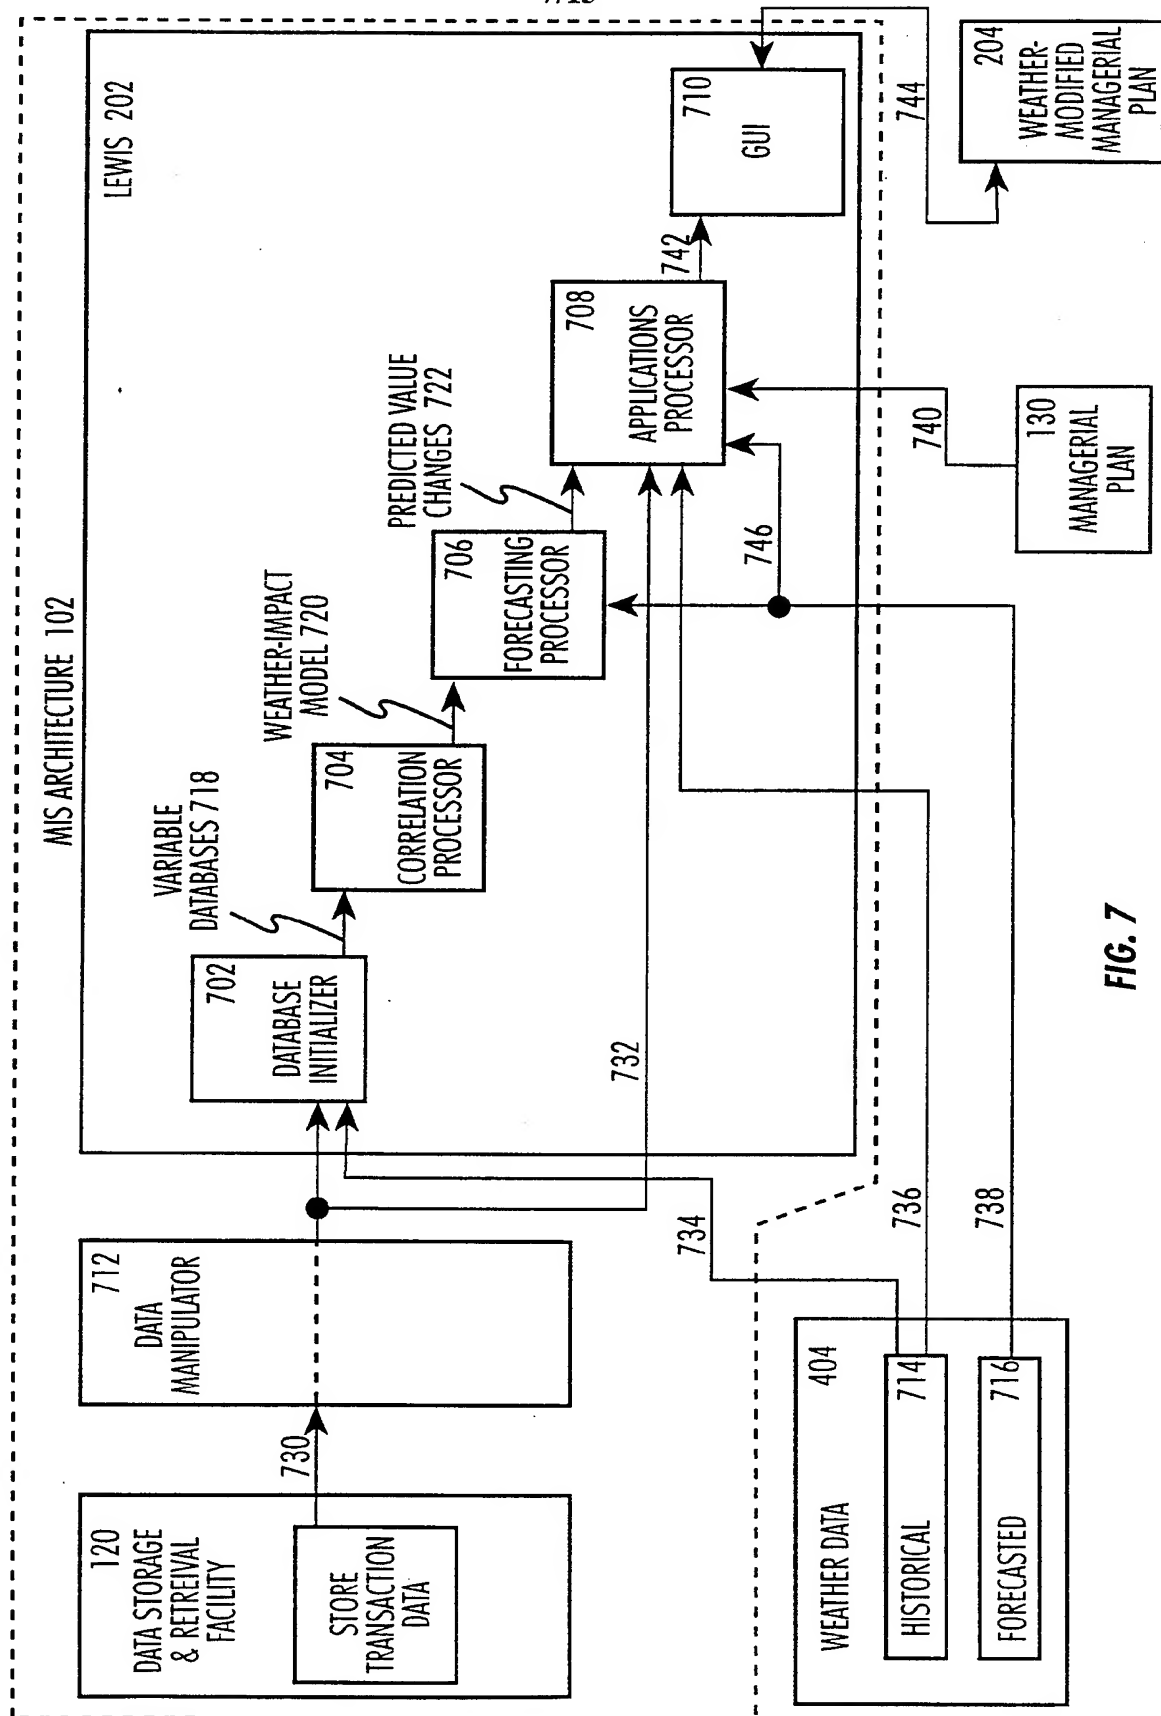 MIS ARCHITECTURE 102
LEWIS 202
120
DATA STORAGE
& RETREIVAL
FACILITY
STORE
TRANSACTION
DATA
730
712
DATA
MANIPULATOR
702
DATABASE
INITIALIZER
VARIABLE
DATABASES 718
704
CORRELATION
PROCESSOR
WEATHER-IMPACT
MODEL 720
706
FORECASTING
PROCESSOR
PREDICTED VALUE
CHANGES 722
708
APPLICATIONS
PROCESSOR
742
710
GUI
732
734
746
736
738
740
744
404
WEATHER DATA
HISTORICAL
714
FORECASTED
716
130
MANAGERIAL
PLAN
204
WEATHER-
MODIFIED
MANAGERIAL
PLAN
FIG. 7